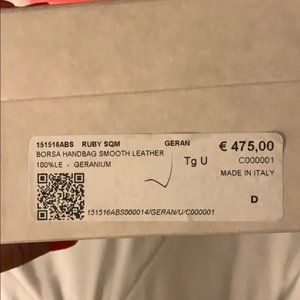 151516ABS RUBY SQM GERAN € 475,00
BORSA HANDBAG SMOOTH LEATHER Tg U C000001
100%LE - GERANIUM MADE IN ITALY
D
151516ABS000014/GERAN/U/C000001